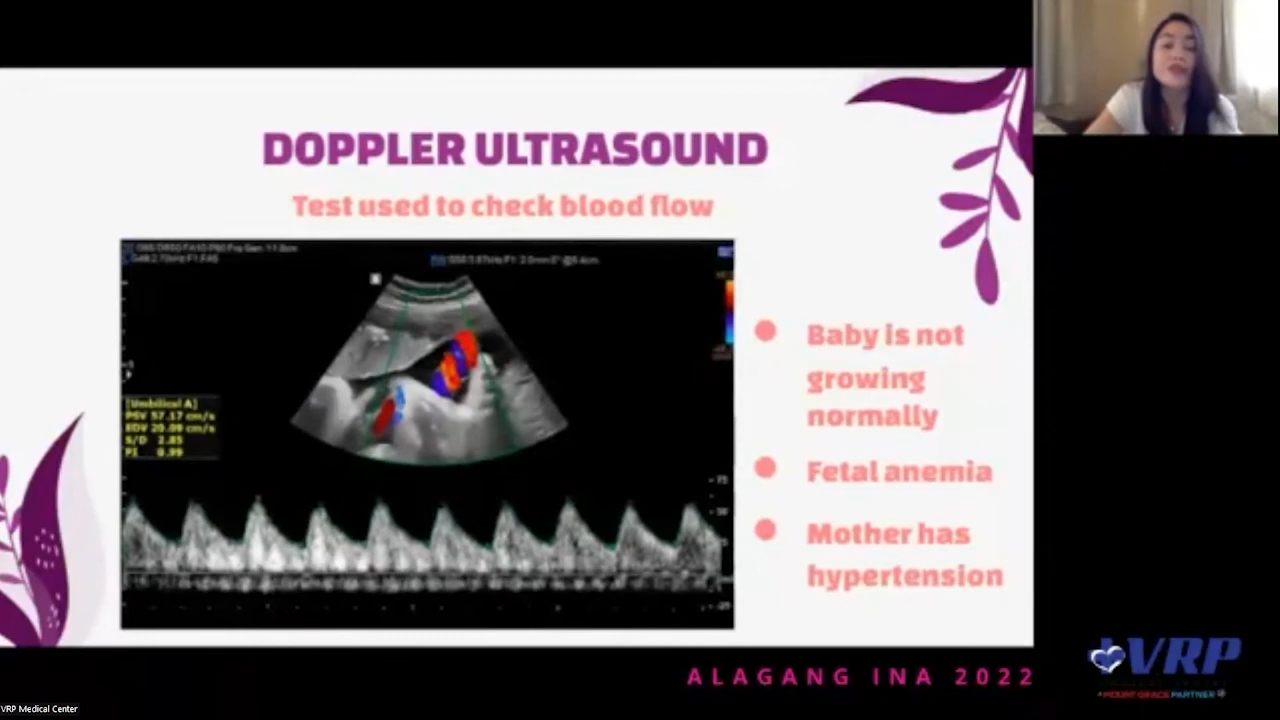 DOPPLER ULTRASOUND
Test used to check blood flow
[Umbilical A]
PSV 57.17 cm/s
EDV 20.09 cm/s
S/D 2.85
PI 0.99
Baby is not
growing
normally
Fetal anemia
Mother has
hypertension
ALAGANG INA 2022
VRP
A MOUNT GRACE PARTNER
VRP Medical Center